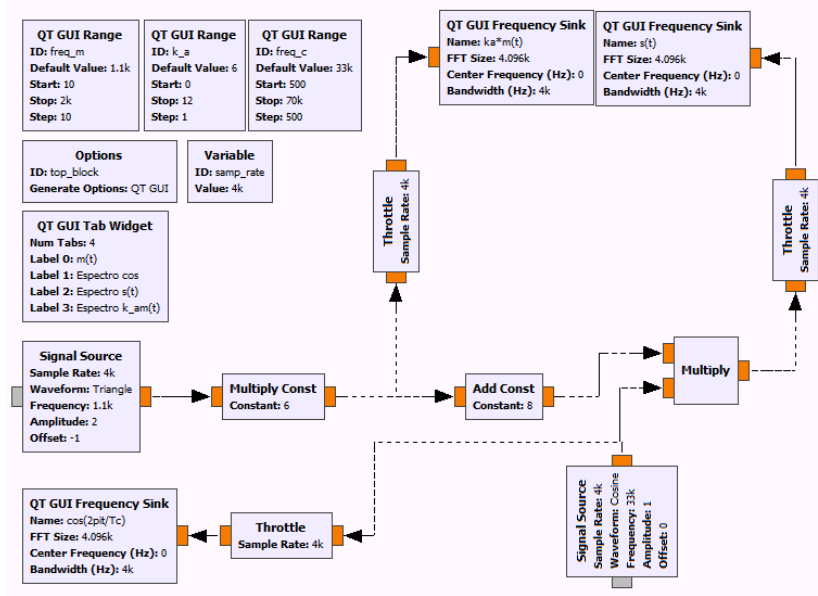 QT GUI Range
ID: freq_m
Default Value: 1.1k
Start: 10
Stop: 2k
Step: 10
QT GUI Range
ID: k_a
Default Value: 6
Start: 0
Stop: 12
Step: 1
QT GUI Range
ID: freq_c
Default Value: 33k
Start: 500
Stop: 70k
Step: 500
QT GUI Frequency Sink
Name: ka*m(t)
FFT Size: 4.096k
Center Frequency (Hz): 0
Bandwidth (Hz): 4k
QT GUI Frequency Sink
Name: s(t)
FFT Size: 4.096k
Center Frequency (Hz): 0
Bandwidth (Hz): 4k
Options
ID: top_block
Generate Options: QT GUI
Variable
ID: samp_rate
Value: 4k
Throttle
Sample Rate: 4k
Throttle
Sample Rate: 4k
QT GUI Tab Widget
Num Tabs: 4
Label 0: m(t)
Label 1: Espectro cos
Label 2: Espectro s(t)
Label 3: Espectro k_am(t)
Signal Source
Sample Rate: 4k
Waveform: Triangle
Frequency: 1.1k
Amplitude: 2
Offset: -1
Multiply Const
Constant: 6
Add Const
Constant: 8
Multiply
QT GUI Frequency Sink
Name: cos(2pit/Tc)
FFT Size: 4.096k
Center Frequency (Hz): 0
Bandwidth (Hz): 4k
Throttle
Sample Rate: 4k
Signal Source
Sample Rate: 4k
Waveform: Cosine
Frequency: 33k
Amplitude: 1
Offset: 0